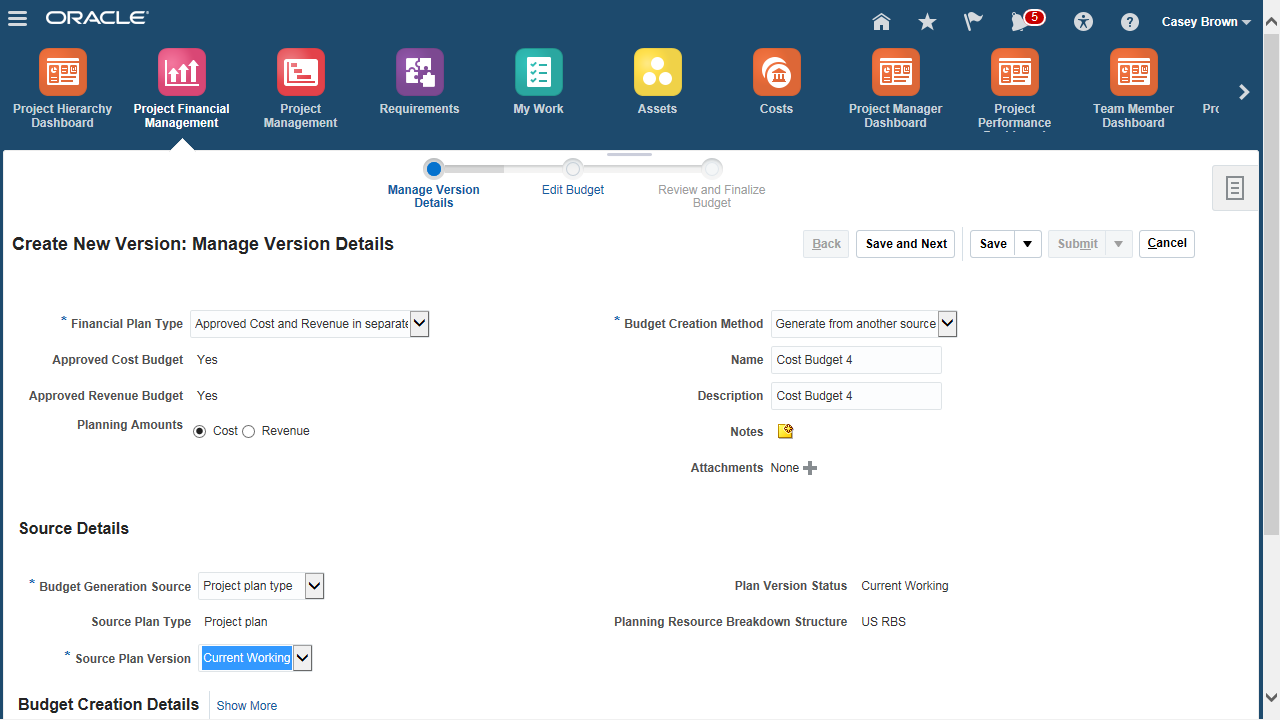 ORACLE
5
Casey Brown
Project Hierarchy
Dashboard
Project Financial
Management
Project
Management
Requirements
My Work
Assets
Costs
Project Manager
Dashboard
Project
Performance
Team Member
Dashboard
Pro
Manage Version
Details
Edit Budget
Review and Finalize
Budget
Create New Version: Manage Version Details
Back
Save and Next
Save
Submit
Cancel
* Financial Plan Type
Approved Cost and Revenue in separate
Approved Cost Budget
Yes
Approved Revenue Budget
Yes
Planning Amounts
Cost
Revenue
* Budget Creation Method
Generate from another source
Name
Cost Budget 4
Description
Cost Budget 4
Notes
Attachments
None
Source Details
* Budget Generation Source
Project plan type
Source Plan Type
Project plan
* Source Plan Version
Current Working
Plan Version Status
Current Working
Planning Resource Breakdown Structure
US RBS
Budget Creation Details
Show More